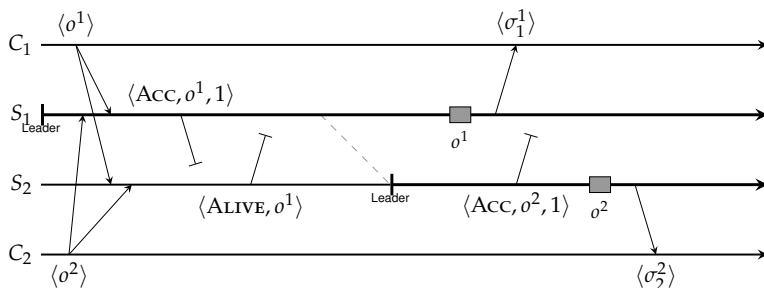 ⟨o¹⟩ ⟨σ₁¹⟩
C₁
⟨ACC, o¹, 1⟩
S₁
Leader
o¹
S₂
⟨ALIVE, o¹⟩
Leader
⟨ACC, o², 1⟩
o²
C₂
⟨o²⟩ ⟨σ₂²⟩